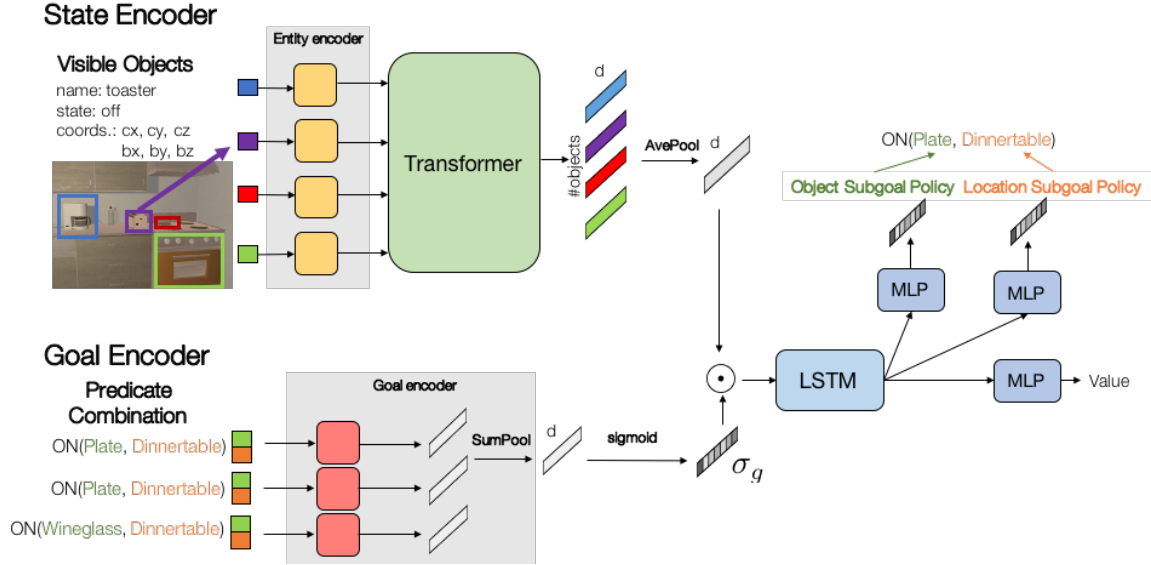 State Encoder
Visible Objects
name: toaster
state: off
coords.: cx, cy, cz
bx, by, bz
Entity encoder
Transformer
d
#objects
AvePool
d
ON(Plate, Dinnertable)
Object Subgoal Policy Location Subgoal Policy
MLP
MLP
LSTM
MLP
Value
Goal Encoder
Predicate
Combination
Goal encoder
ON(Plate, Dinnertable)
ON(Plate, Dinnertable)
ON(Wineglass, Dinnertable)
SumPool
d
sigmoid
σg